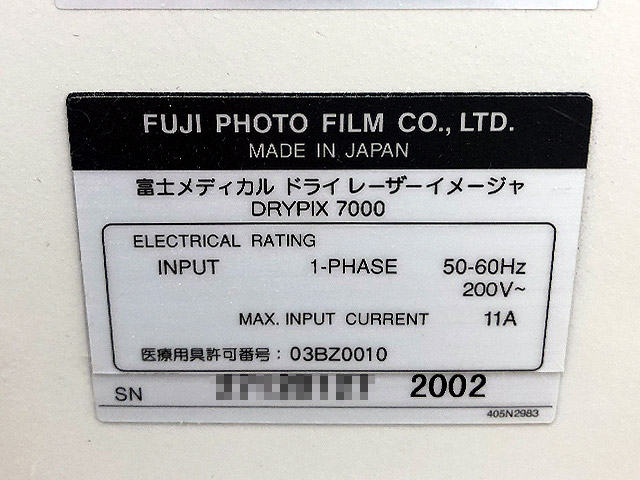 FUJI PHOTO FILM CO., LTD.
MADE IN JAPAN
富士メディカル ドライ レーザーイメージャ
DRYPIX 7000
ELECTRICAL RATING
INPUT 1-PHASE 50-60Hz
200V~
MAX. INPUT CURRENT 11A
医療用具許可番号：03BZ0010
SN 2002
405N2983